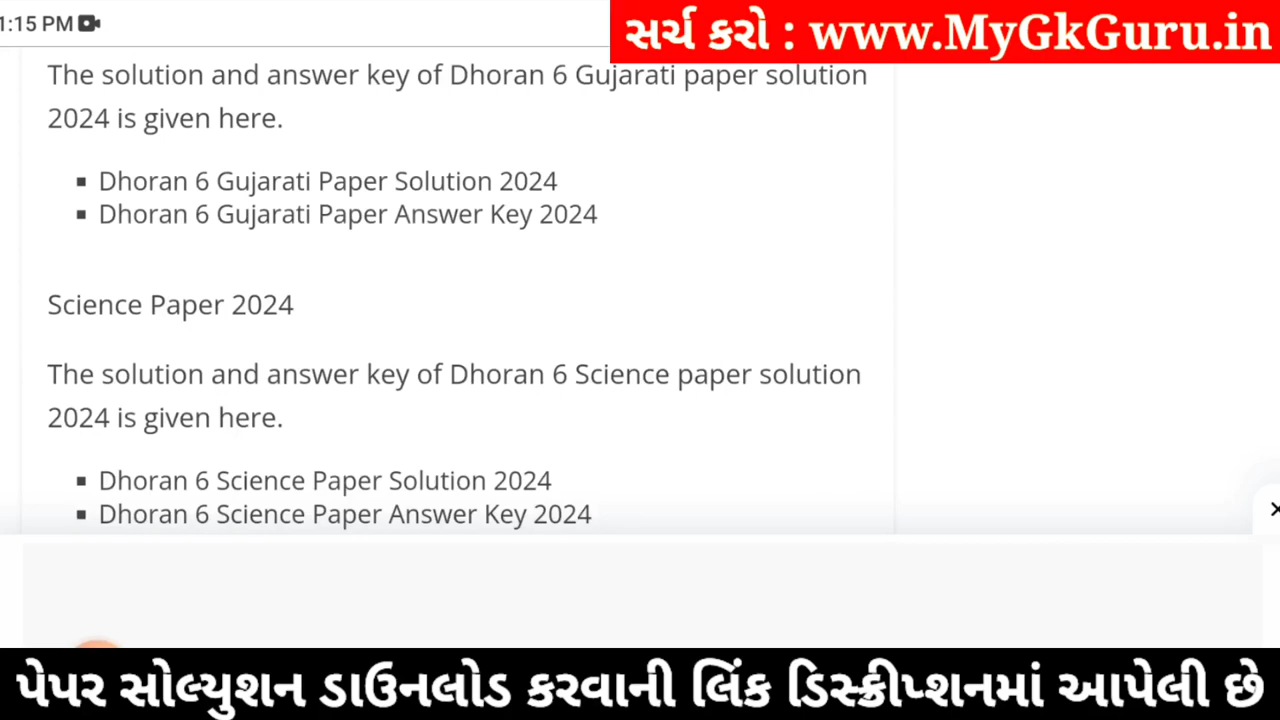 1:15 PM
સર્ચ કરો : www.MyGkGuru.in
The solution and answer key of Dhoran 6 Gujarati paper solution
2024 is given here.
▪ Dhoran 6 Gujarati Paper Solution 2024
▪ Dhoran 6 Gujarati Paper Answer Key 2024
Science Paper 2024
The solution and answer key of Dhoran 6 Science paper solution
2024 is given here.
▪ Dhoran 6 Science Paper Solution 2024
▪ Dhoran 6 Science Paper Answer Key 2024
પેપર સોલ્યુશન ડાઉનલોડ કરવાની લિંક ડિસ્ક્રીપ્શનમાં આપેલી છે